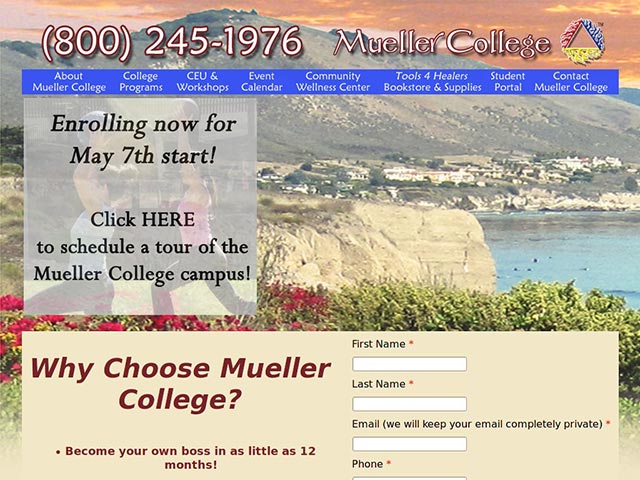 (800) 245-1976 Mueller College
About Mueller College
College Programs
CEU & Workshops
Event Calendar
Community Wellness Center
Tools 4 Healers Bookstore & Supplies
Student Portal
Contact Mueller College
Enrolling now for
May 7th start!
Click HERE
to schedule a tour of the
Mueller College campus!
Why Choose Mueller
College?
• Become your own boss in as little as 12
months!
First Name *
Last Name *
Email (we will keep your email completely private) *
Phone *